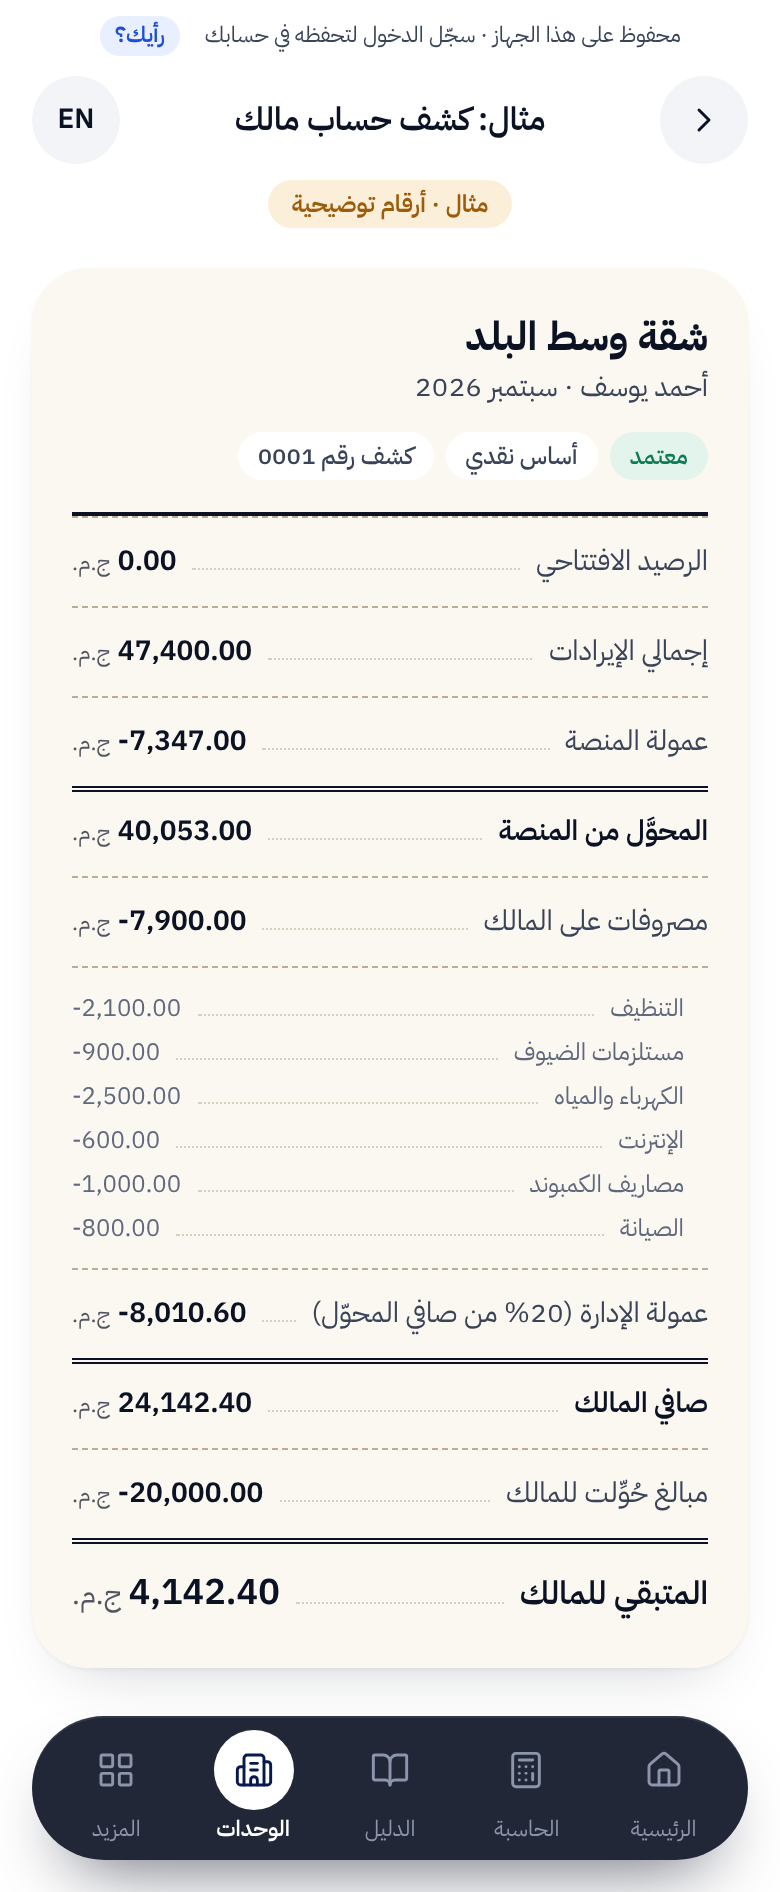 محفوظ على هذا الجهاز · سجّل الدخول لتحفظه في حسابك رأيك؟
مثال: كشف حساب مالك EN
مثال · أرقام توضيحية
شقة وسط البلد
أحمد يوسف · سبتمبر 2026
معتمد أساس نقدي كشف رقم 0001
الرصيد الافتتاحي 0.00 ج.م.
إجمالي الإيرادات 47,400.00 ج.م.
عمولة المنصة -7,347.00 ج.م.
المحوَّل من المنصة 40,053.00 ج.م.
مصروفات على المالك -7,900.00 ج.م.
التنظيف -2,100.00
مستلزمات الضيوف -900.00
الكهرباء والمياه -2,500.00
الإنترنت -600.00
مصاريف الكمبوند -1,000.00
الصيانة -800.00
عمولة الإدارة (20% من صافي المحوّل) -8,010.60 ج.م.
صافي المالك 24,142.40 ج.م.
مبالغ حُوِّلت للمالك -20,000.00 ج.م.
المتبقي للمالك 4,142.40 ج.م.
الرئيسية الحاسبة الدليل الوحدات المزيد